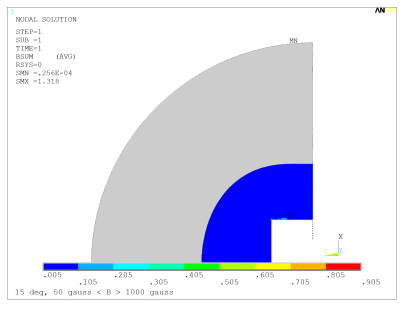 1
NODAL SOLUTION
STEP=1
SUB =1
TIME=1
BSUM (AVG)
RSYS=0
SMN =.256E-04
SMX =1.318
MN
X
.005 .205 .405 .605 .805
.105 .305 .505 .705 .905
15 deg, 50 gauss < B > 1000 gauss